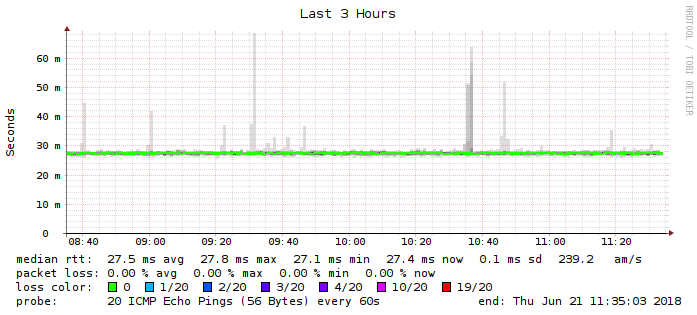 Last 3 Hours
RRDTOOL / TOBI OETIKER
Seconds
60 m
50 m
40 m
30 m
20 m
10 m
0
08:40 09:00 09:20 09:40 10:00 10:20 10:40 11:00 11:20
median rtt: 27.5 ms avg 27.8 ms max 27.1 ms min 27.4 ms now 0.1 ms sd 239.2 am/s
packet loss: 0.00 % avg 0.00 % max 0.00 % min 0.00 % now
loss color: 0 1/20 2/20 3/20 4/20 10/20 19/20
probe: 20 ICMP Echo Pings (56 Bytes) every 60s end: Thu Jun 21 11:35:03 2018